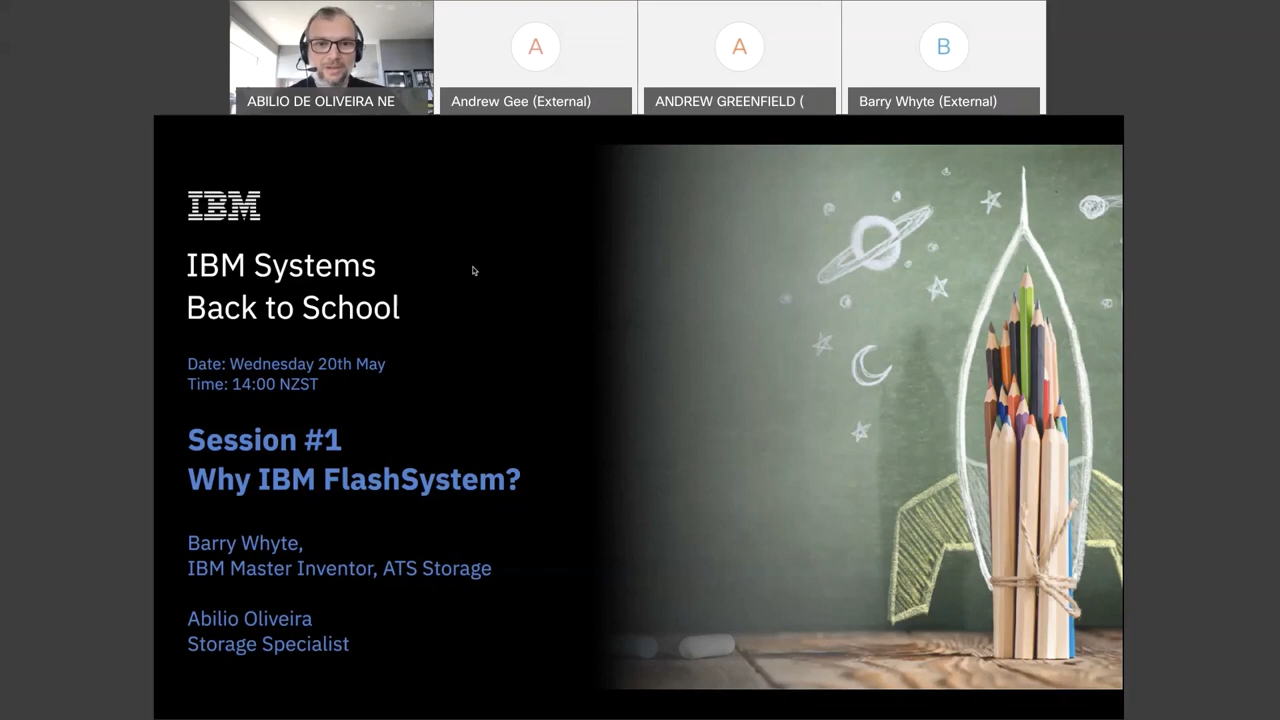 A
A
B
ABILIO DE OLIVEIRA NE
Andrew Gee (External)
ANDREW GREENFIELD (
Barry Whyte (External)
IBM
IBM Systems
Back to School
Date: Wednesday 20th May
Time: 14:00 NZST
Session #1
Why IBM FlashSystem?
Barry Whyte,
IBM Master Inventor, ATS Storage
Abilio Oliveira
Storage Specialist